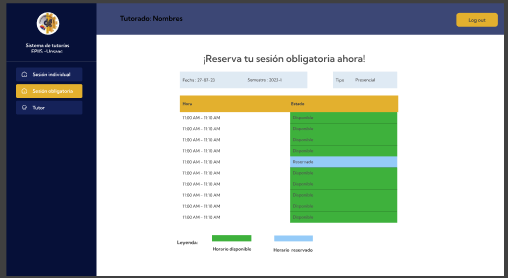 Sistema de tutorías
EPIIS -Unsaac
Sesión individual
Sesión obligatoria
Tutor
Tutorado: Nombres
Log out
¡Reserva tu sesión obligatoria ahora!
Fecha : 27-07-23 Semestre : 2023-I Tipo Presencial
Hora Estado
11:00 AM - 11:10 AM Disponible
11:00 AM - 11:10 AM Disponible
11:00 AM - 11:10 AM Disponible
11:00 AM - 11:10 AM Disponible
11:00 AM - 11:10 AM Reservado
11:00 AM - 11:10 AM Disponible
11:00 AM - 11:10 AM Disponible
11:00 AM - 11:10 AM Disponible
11:00 AM - 11:10 AM Disponible
11:00 AM - 11:10 AM Disponible
Leyenda:
Horario disponible Horario reservado